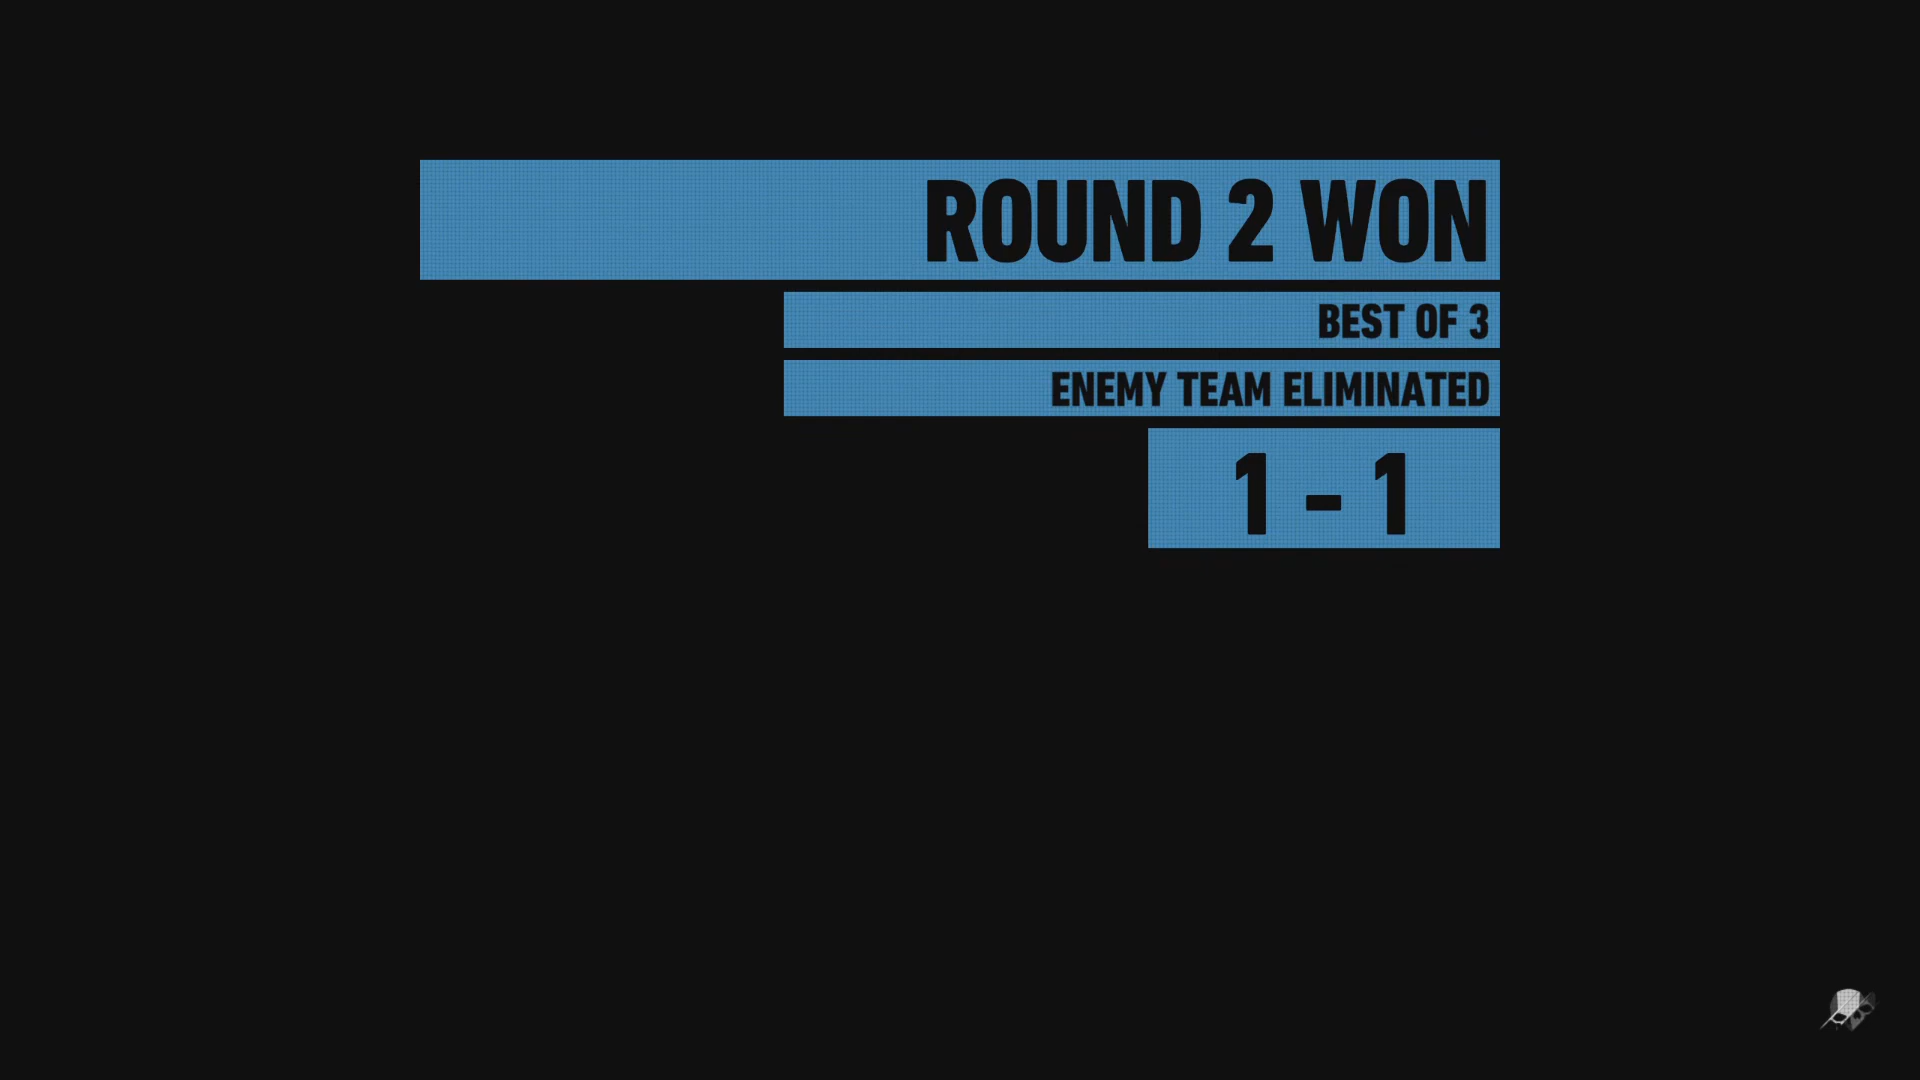 ROUND 2 WON
BEST OF 3
ENEMY TEAM ELIMINATED
1 - 1